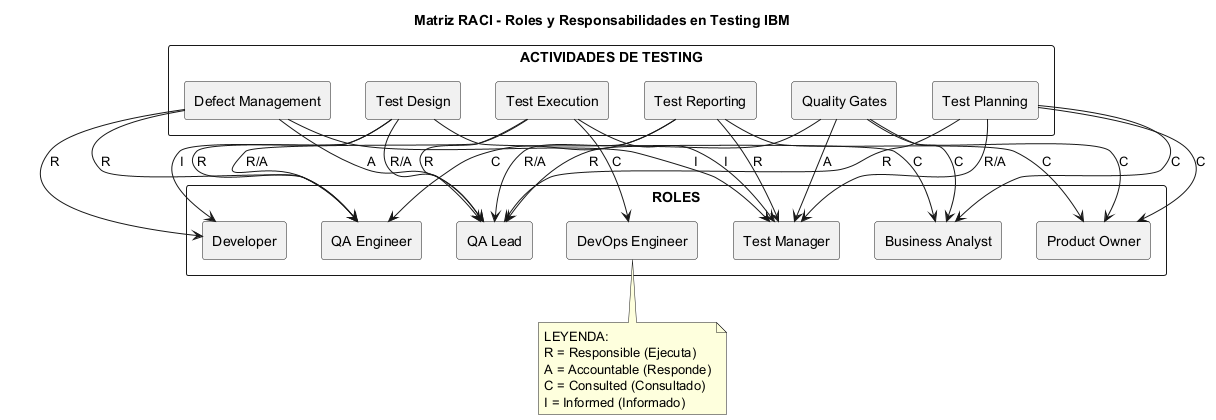 Matriz RACI - Roles y Responsabilidades en Testing IBM
ACTIVIDADES DE TESTING
Defect Management
Test Design
Test Execution
Test Reporting
Quality Gates
Test Planning
R
R
I
R
R/A
A
R/A
R
C
R/A
R
C
I
I
R
A
R
C
C
R/A
C
C
C
C
ROLES
Developer
QA Engineer
QA Lead
DevOps Engineer
Test Manager
Business Analyst
Product Owner
LEYENDA:
R = Responsible (Ejecuta)
A = Accountable (Responde)
C = Consulted (Consultado)
I = Informed (Informado)